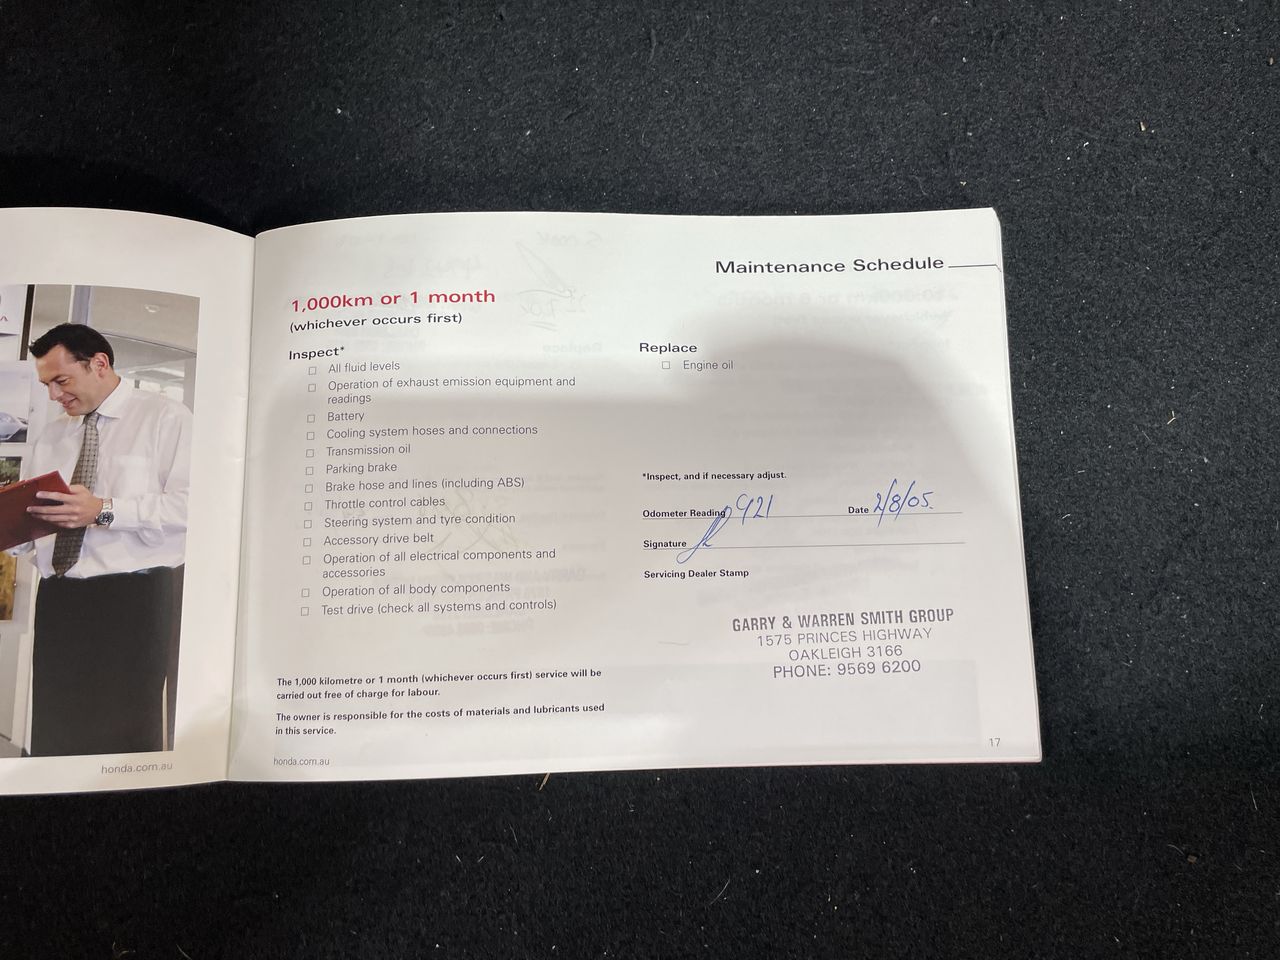 Maintenance Schedule
1,000km or 1 month
(whichever occurs first)
Inspect*
☐ All fluid levels
☐ Operation of exhaust emission equipment and
readings
☐ Battery
☐ Cooling system hoses and connections
☐ Transmission oil
☐ Parking brake
☐ Brake hose and lines (including ABS)
☐ Throttle control cables
☐ Steering system and tyre condition
☐ Accessory drive belt
☐ Operation of all electrical components and
accessories
☐ Operation of all body components
☐ Test drive (check all systems and controls)
The 1,000 kilometre or 1 month (whichever occurs first) service will be
carried out free of charge for labour.
The owner is responsible for the costs of materials and lubricants used
in this service.
Replace
☐ Engine oil
*Inspect, and if necessary adjust.
Odometer Reading 921 Date 2/8/05.
Signature
Servicing Dealer Stamp
GARRY & WARREN SMITH GROUP
1575 PRINCES HIGHWAY
OAKLEIGH 3166
PHONE: 9569 6200
17
honda.com.au
honda.com.au